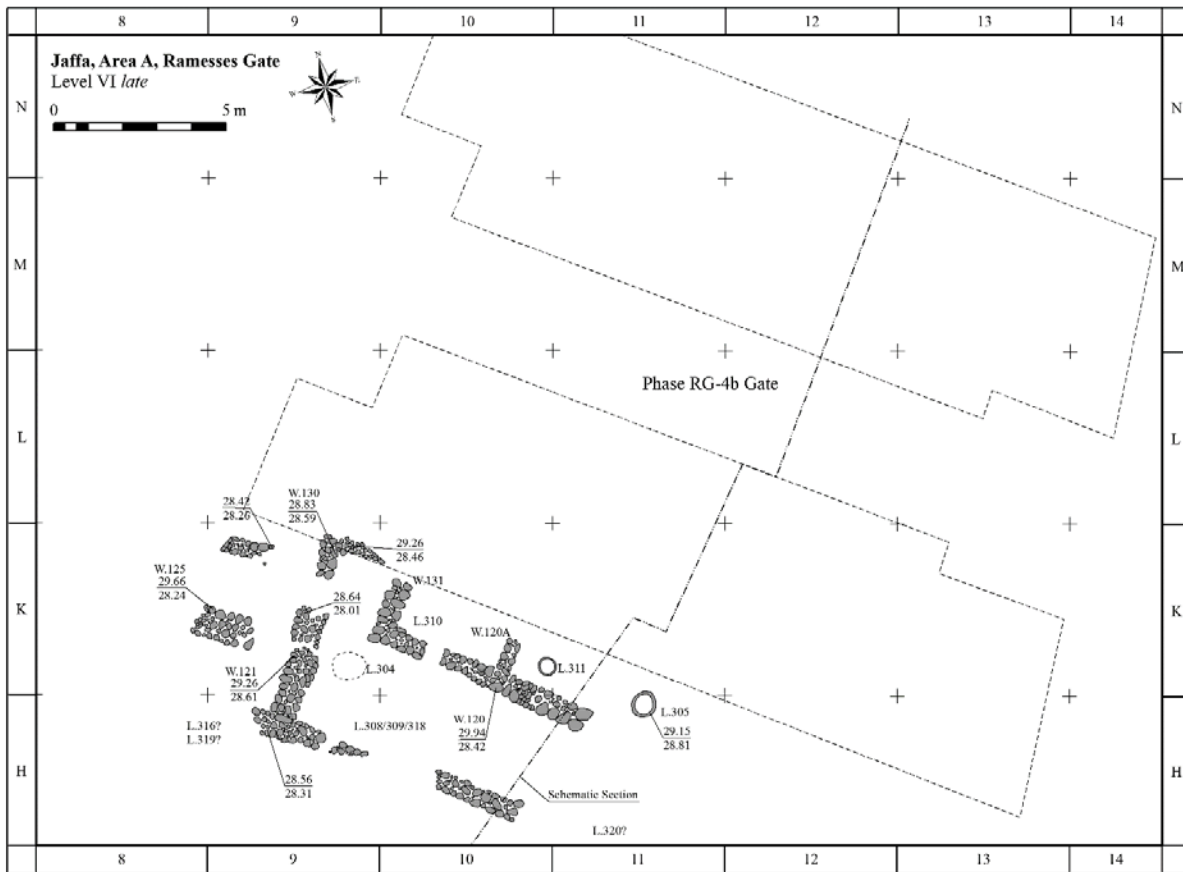 8 9 10 11 12 13 14
Jaffa, Area A, Ramesses Gate
Level VI late
0 5 m
N
E
S
W
N N
M M
Phase RG-4b Gate
L L
28.42
28.26
W.130
28.83
28.59
29.26
28.46
W.125
29.66
28.24
W.131
K K
28.64
28.01
L.310
W.120A
W.121
29.26
28.61
L.304
L.311
L.316?
L.319?
L.308/309/318
W.120
29.94
28.42
L.305
29.15
28.81
H H
28.56
28.31
Schematic Section
L.320?
8 9 10 11 12 13 14